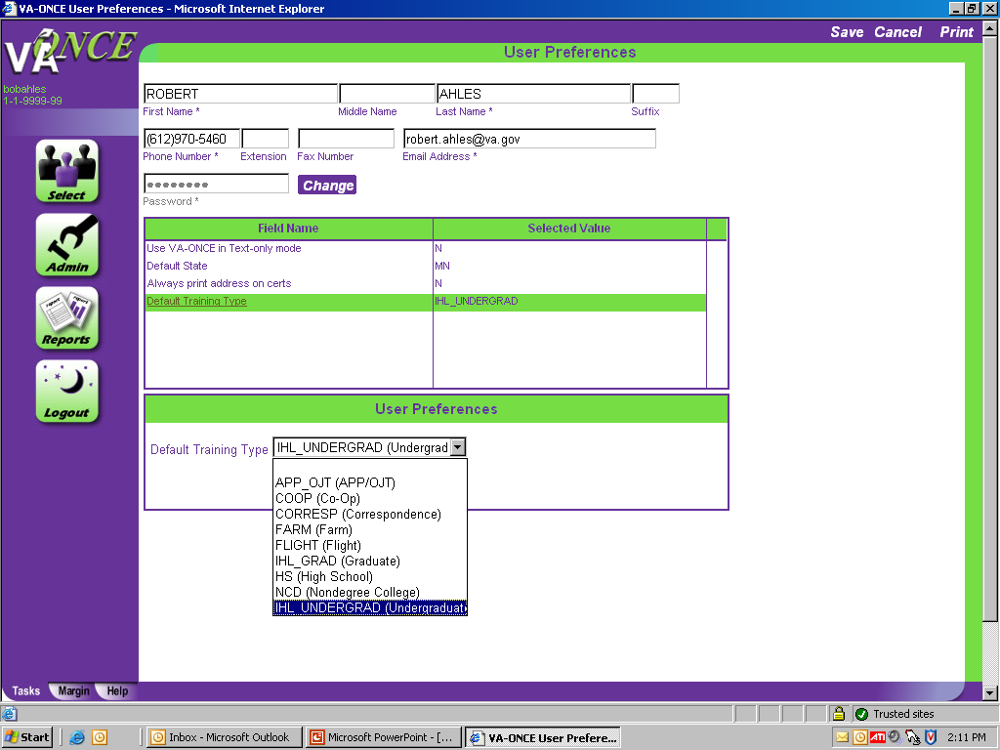 VA-ONCE User Preferences - Microsoft Internet Explorer
VA ONCE
Save Cancel Print
User Preferences
bobahles
1-1-9999-99
ROBERT AHLES
First Name * Middle Name Last Name * Suffix
(612)970-5460 robert.ahles@va.gov
Phone Number * Extension Fax Number Email Address *
●●●●●●●● Change
Password *
Select
Admin
Reports
Logout
Field Name Selected Value
Use VA-ONCE in Text-only mode N
Default State MN
Always print address on certs N
Default Training Type IHL_UNDERGRAD
User Preferences
Default Training Type IHL_UNDERGRAD (Undergrad
APP_OJT (APP/OJT)
COOP (Co-Op)
CORRESP (Correspondence)
FARM (Farm)
FLIGHT (Flight)
IHL_GRAD (Graduate)
HS (High School)
NCD (Nondegree College)
IHL_UNDERGRAD (Undergraduate
Tasks Margin Help
Trusted sites
Start Inbox - Microsoft Outlook Microsoft PowerPoint - [... VA-ONCE User Prefere... ATI 2:11 PM